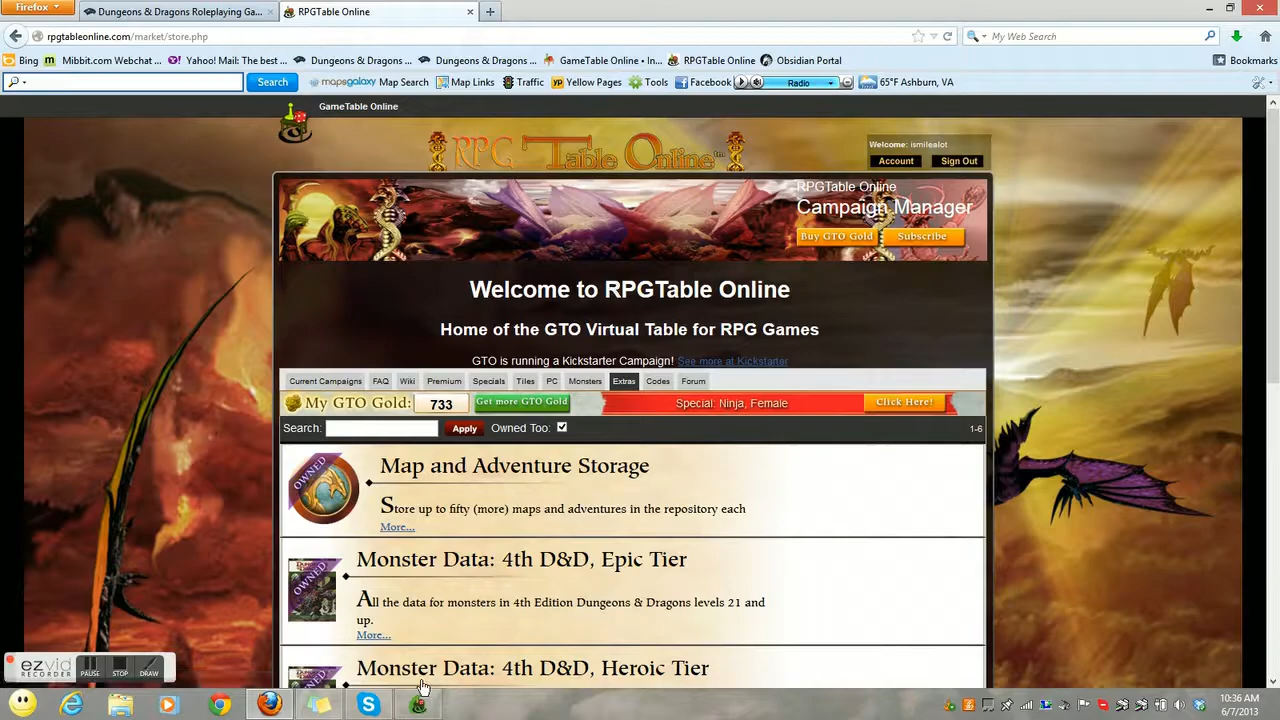 Firefox
Dungeons & Dragons Roleplaying Ga...
RPGTable Online
rpgtableonline.com/market/store.php
My Web Search
Bing
Mibbit.com Webchat ...
Yahoo! Mail: The best ...
Dungeons & Dragons ...
Dungeons & Dragons ...
GameTable Online • In...
RPGTable Online
Obsidian Portal
Bookmarks
Search
mapsgalaxy Map Search
Map Links
Traffic
YP Yellow Pages
Tools
Facebook
Radio
65°F Ashburn, VA
GameTable Online
RPG Table Online™
Welcome: ismilealot
Account
Sign Out
RPGTable Online
Campaign Manager
Buy GTO Gold
Subscribe
Welcome to RPGTable Online
Home of the GTO Virtual Table for RPG Games
GTO is running a Kickstarter Campaign! See more at Kickstarter
Current Campaigns FAQ Wiki Premium Specials Tiles PC Monsters Extras Codes Forum
My GTO Gold: 733
Get more GTO Gold
Special: Ninja, Female
Click Here!
Search:
Apply
Owned Too:
1-6
OWNED
Map and Adventure Storage
Store up to fifty (more) maps and adventures in the repository each
More...
OWNED
Monster Data: 4th D&D, Epic Tier
All the data for monsters in 4th Edition Dungeons & Dragons levels 21 and
up.
More...
Monster Data: 4th D&D, Heroic Tier
ezvid
RECORDER
PAUSE
STOP
DRAW
10:36 AM
6/7/2013